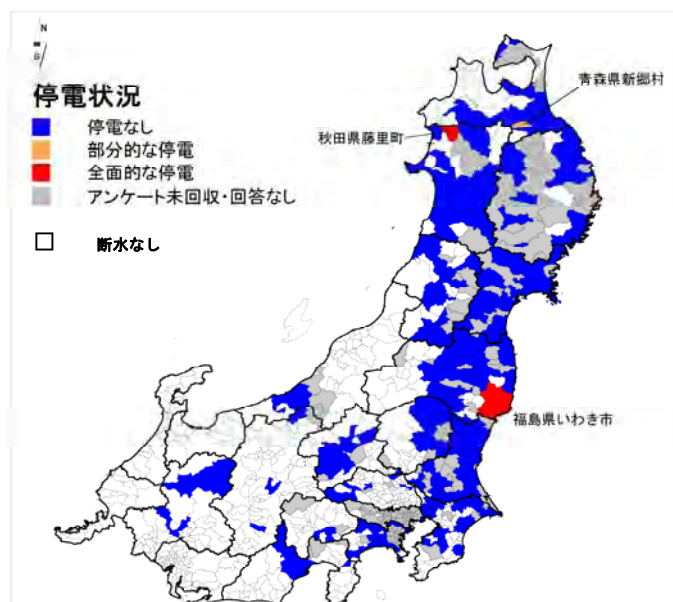 N
停電状況
停電なし
部分的な停電
全面的な停電
アンケート未回収・回答なし
断水なし
青森県新郷村
秋田県藤里町
福島県いわき市